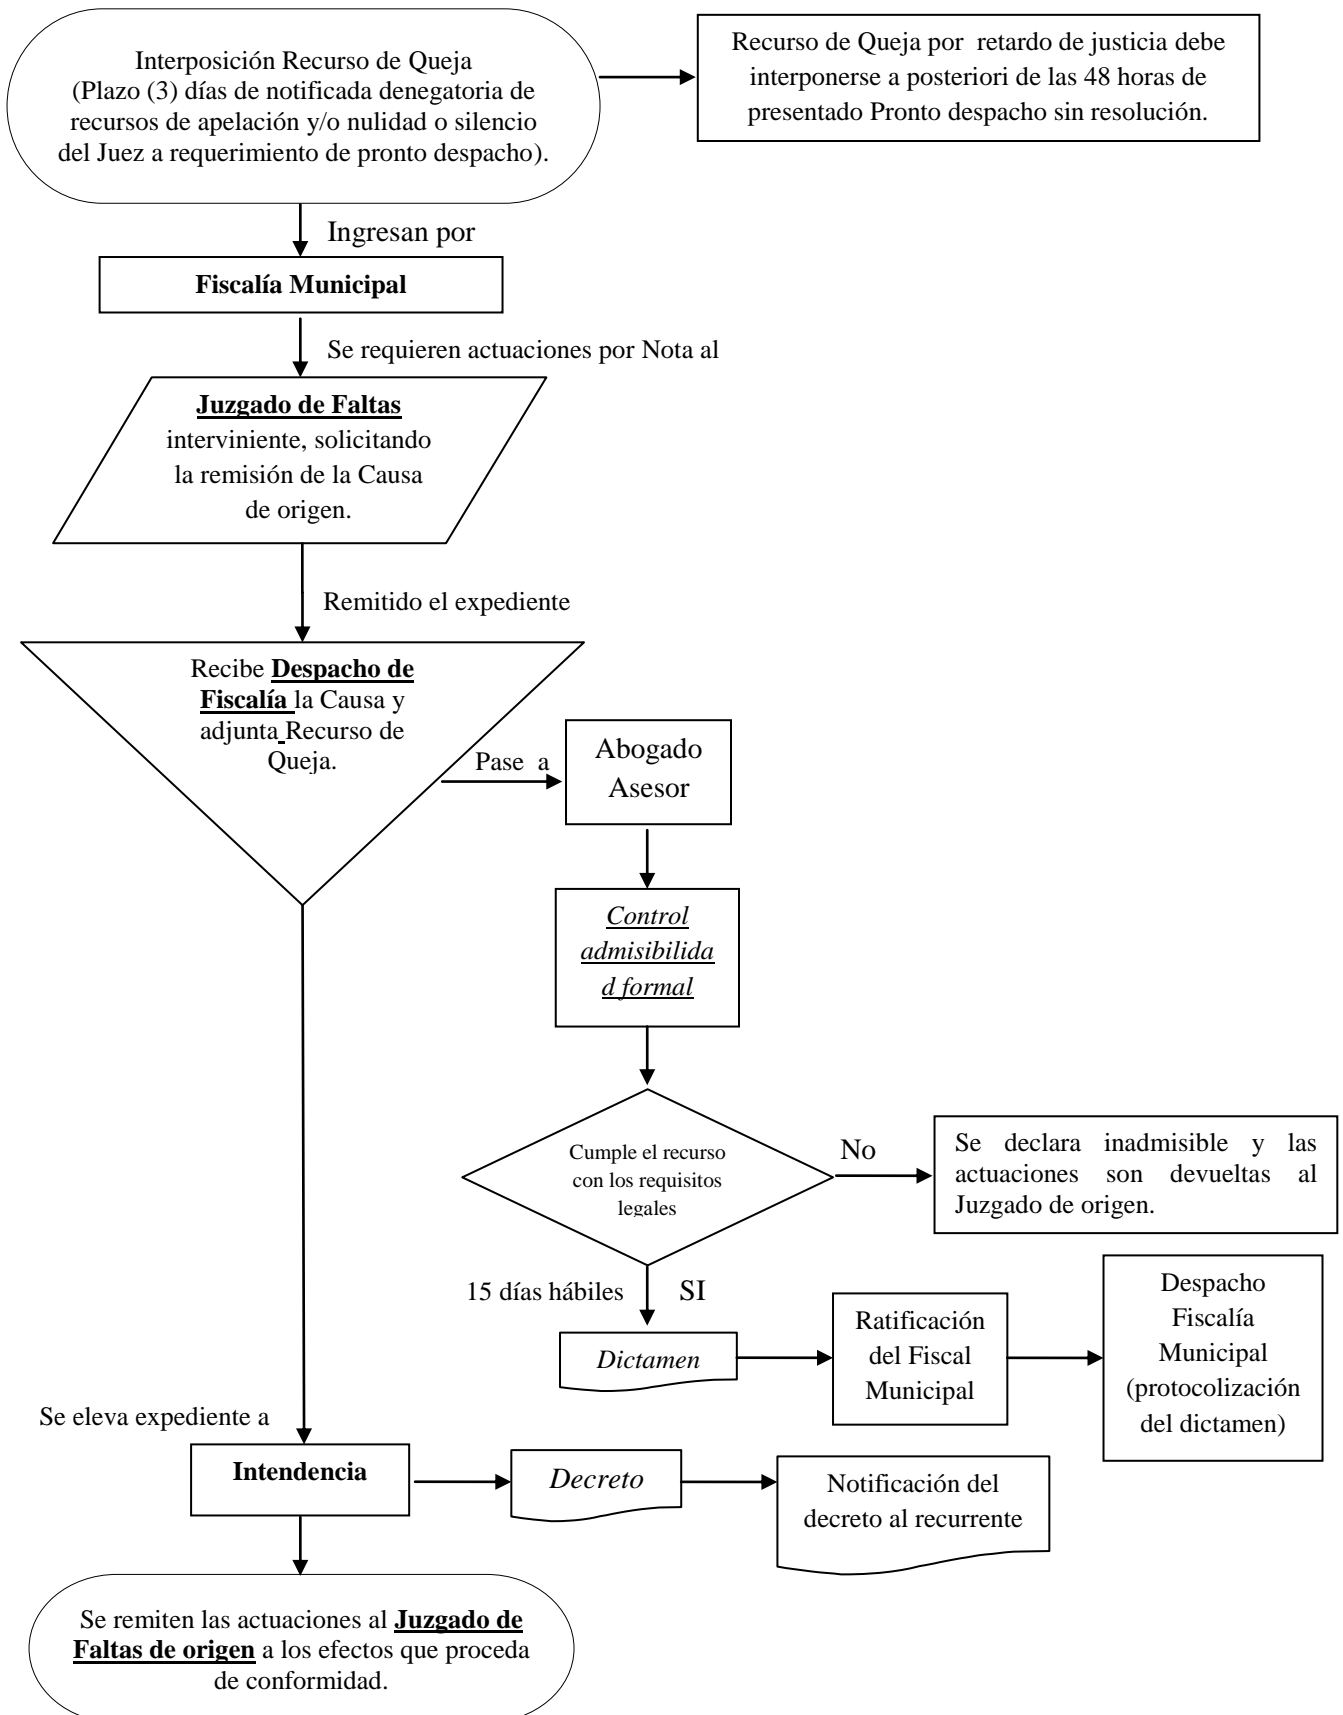 Interposición Recurso de Queja
(Plazo (3) días de notificada denegatoria de
recursos de apelación y/o nulidad o silencio
del Juez a requerimiento de pronto despacho).
Recurso de Queja por retardo de justicia debe
interponerse a posteriori de las 48 horas de
presentado Pronto despacho sin resolución.
Ingresan por
Fiscalía Municipal
Se requieren actuaciones por Nota al
Juzgado de Faltas
interviniente, solicitando
la remisión de la Causa
de origen.
Remitido el expediente
Recibe Despacho de
Fiscalía la Causa y
adjunta Recurso de
Queja.
Pase a
Abogado
Asesor
Control
admisibilida
d formal
Cumple el recurso
con los requisitos
legales
No
Se declara inadmisible y las
actuaciones son devueltas al
Juzgado de origen.
15 días hábiles
SI
Dictamen
Ratificación
del Fiscal
Municipal
Despacho
Fiscalía
Municipal
(protocolización
del dictamen)
Se eleva expediente a
Intendencia
Decreto
Notificación del
decreto al recurrente
Se remiten las actuaciones al Juzgado de
Faltas de origen a los efectos que proceda
de conformidad.